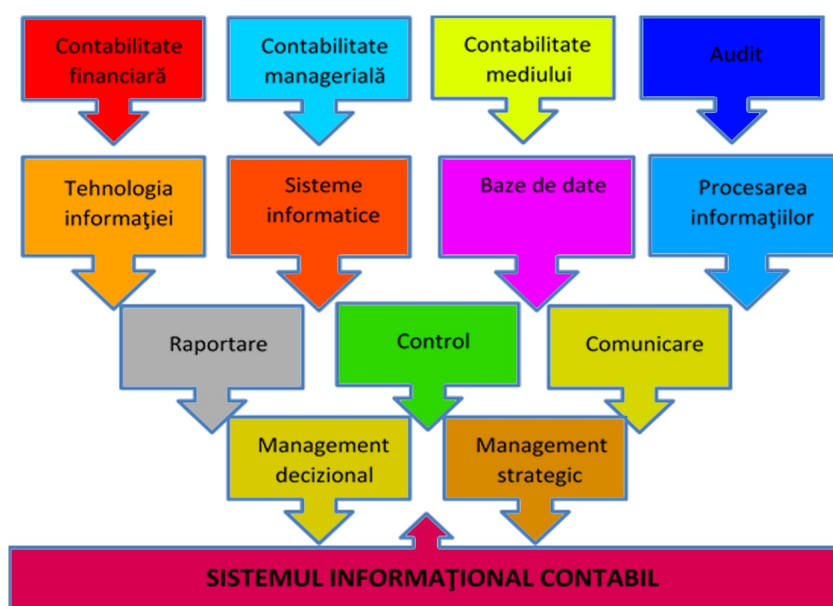 Contabilitate
financiară
Contabilitate
managerială
Contabilitate
mediului
Audit
Tehnologia
informaţiei
Sisteme
informatice
Baze de date
Procesarea
informaţiilor
Raportare
Control
Comunicare
Management
decizional
Management
strategic
SISTEMUL INFORMAŢIONAL CONTABIL